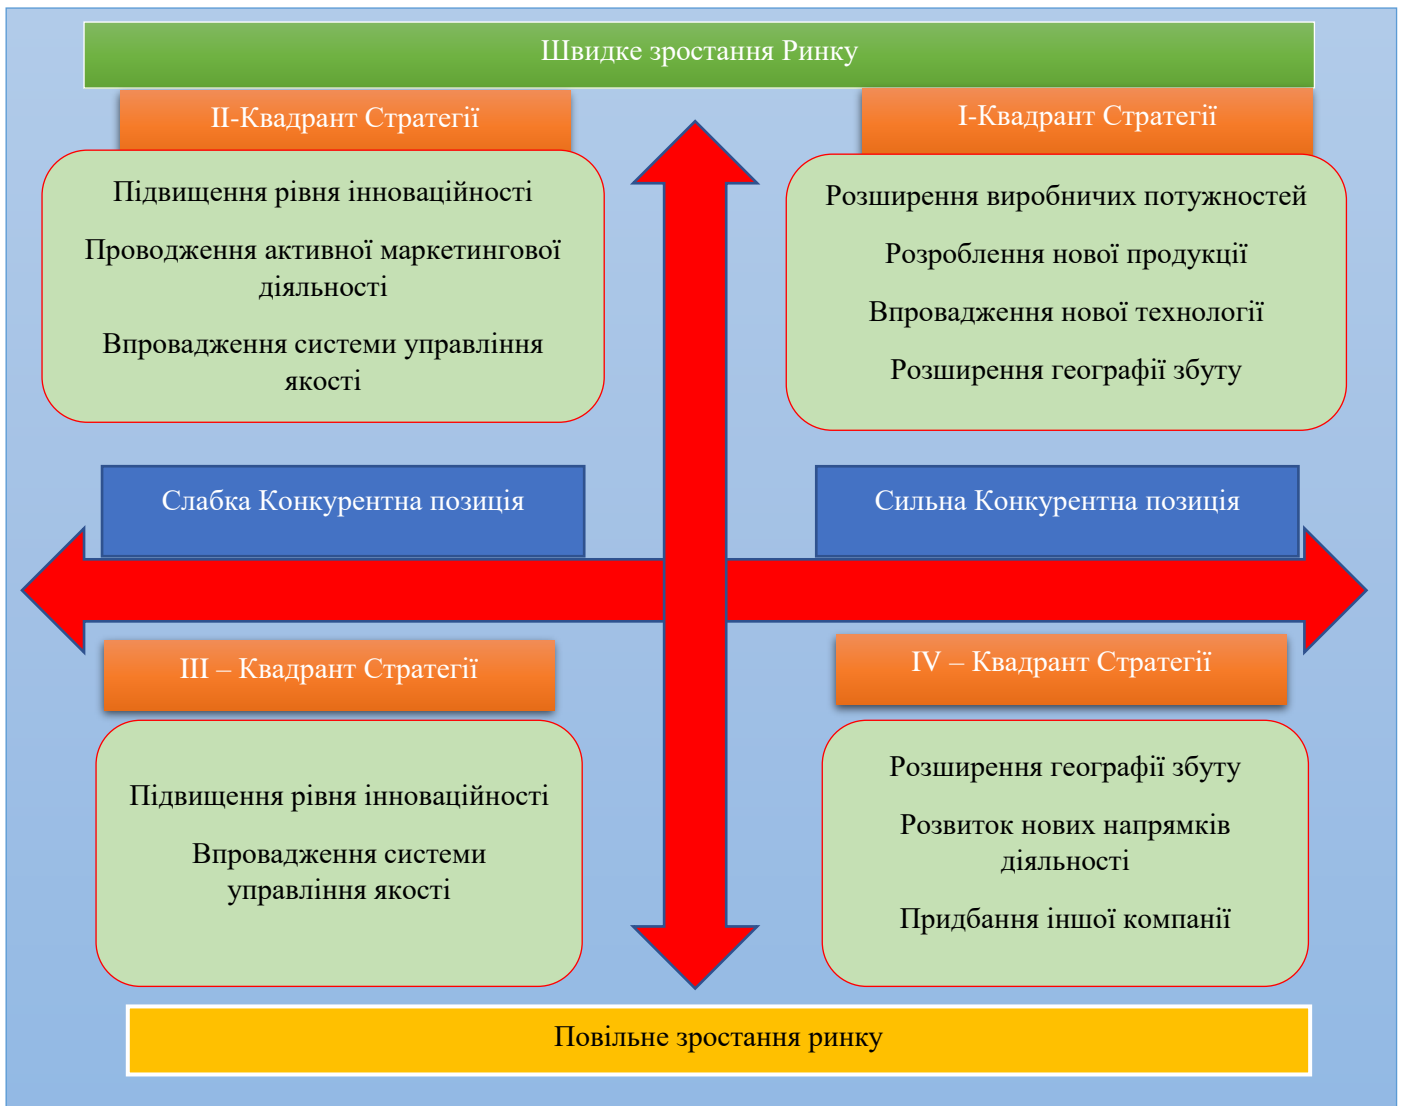 Швидке зростання Ринку
ІІ-Квадрант Стратегії
Підвищення рівня інноваційності
Проводження активної маркетингової
діяльності
Впровадження системи управління
якості
І-Квадрант Стратегії
Розширення виробничих потужностей
Розроблення нової продукції
Впровадження нової технології
Розширення географії збуту
Слабка Конкурентна позиція
Сильна Конкурентна позиція
ІІІ – Квадрант Стратегії
Підвищення рівня інноваційності
Впровадження системи
управління якості
IV – Квадрант Стратегії
Розширення географії збуту
Розвиток нових напрямків
діяльності
Придбання іншої компанії
Повільне зростання ринку